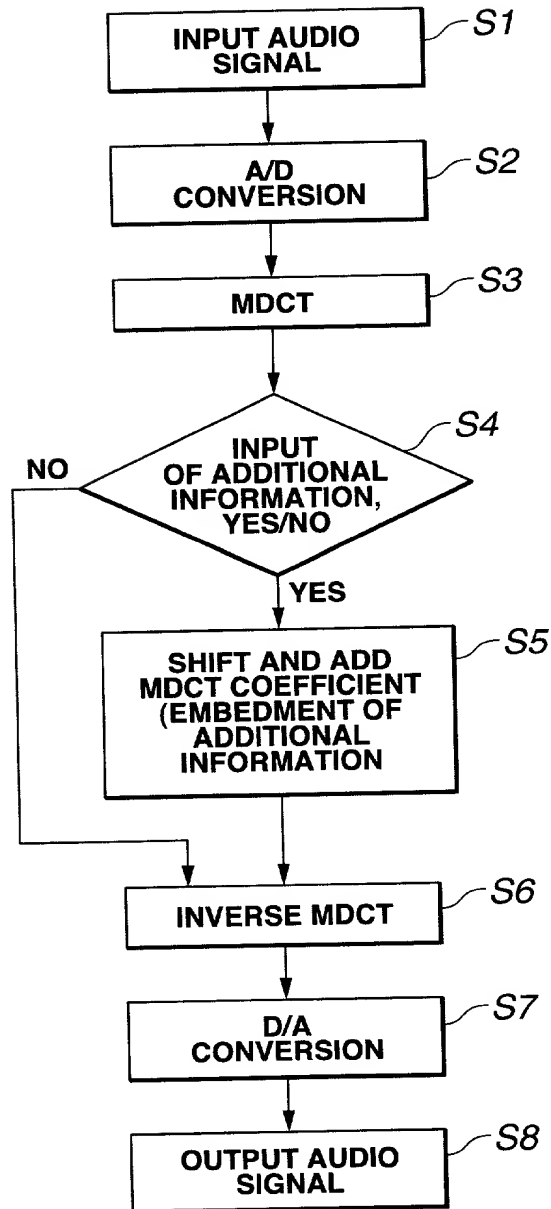 INPUT AUDIO
SIGNAL
S1
A/D
CONVERSION
S2
MDCT
S3
INPUT
OF ADDITIONAL
INFORMATION,
YES/NO
S4
NO
YES
SHIFT AND ADD
MDCT COEFFICIENT
(EMBEDMENT OF
ADDITIONAL
INFORMATION
S5
INVERSE MDCT
S6
D/A
CONVERSION
S7
OUTPUT AUDIO
SIGNAL
S8